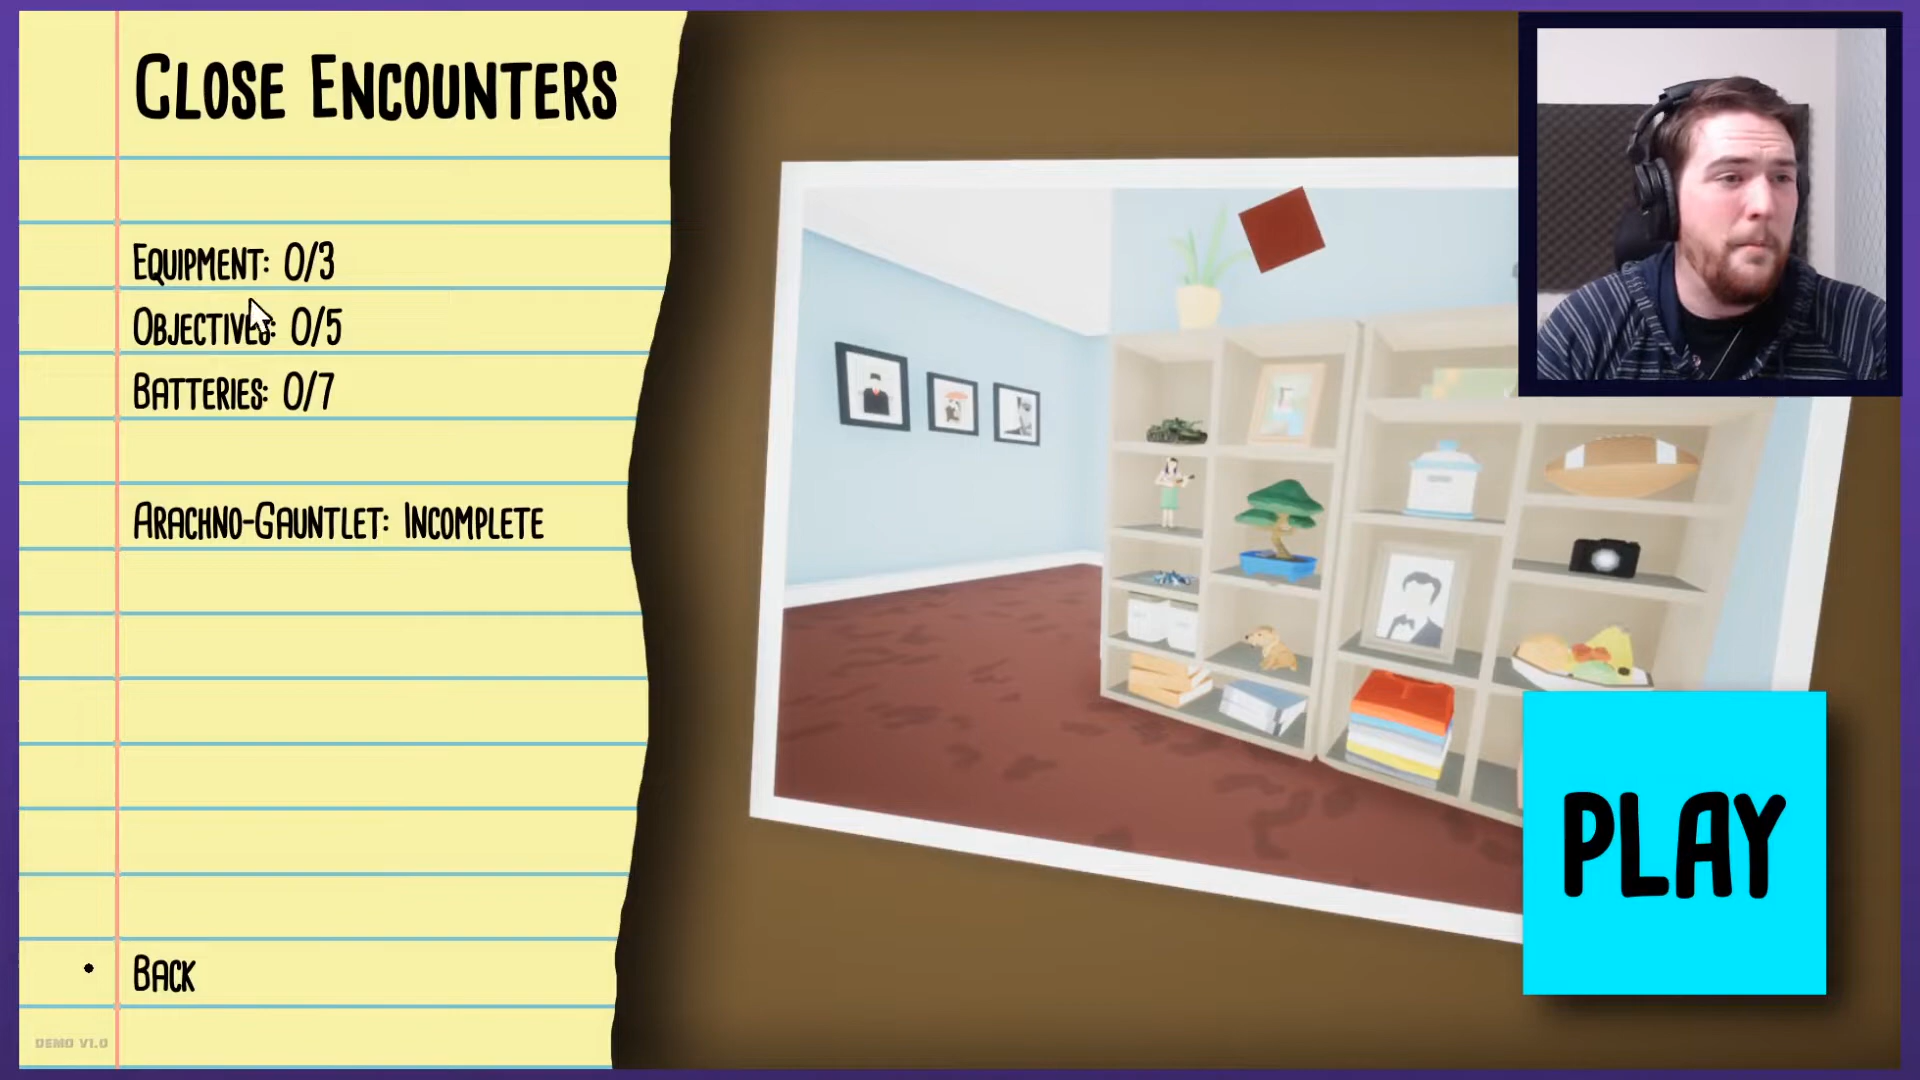 Close Encounters
Equipment: 0/3
Objectives: 0/5
Batteries: 0/7
Arachno-Gauntlet: Incomplete
PLAY
• Back
DEMO V1.0